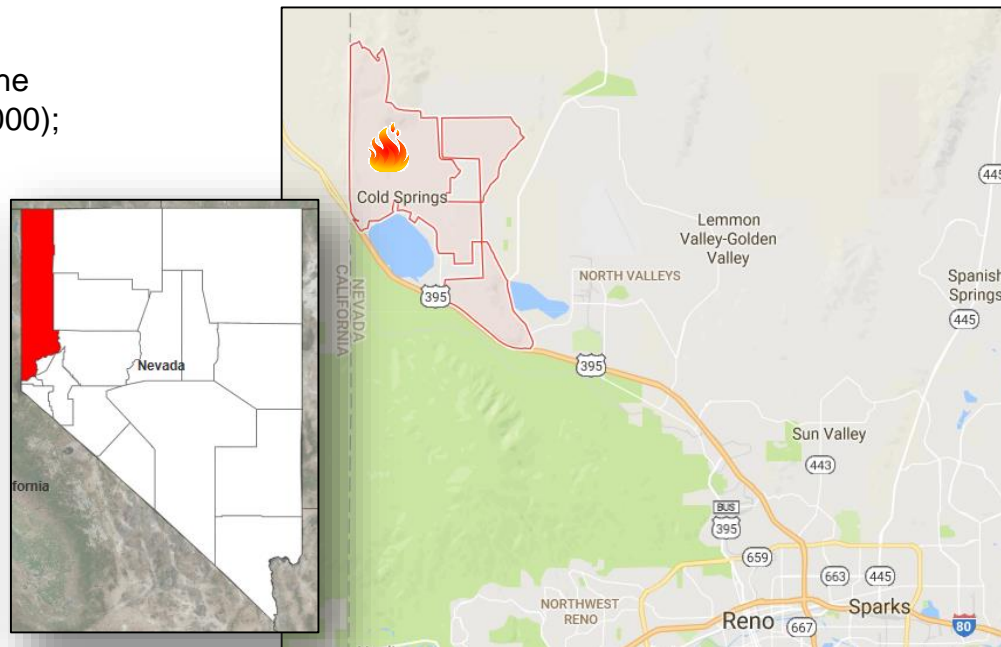 ne
000);
Cold Springs
Lemmon
Valley-Golden
Valley
445
NORTH VALLEYS
Spanish
Springs
445
NEVADA
CALIFORNIA
395
395
Nevada
fornia
Sun Valley
443
BUS
395
659
663
445
NORTHWEST
RENO
Reno
667
Sparks
80